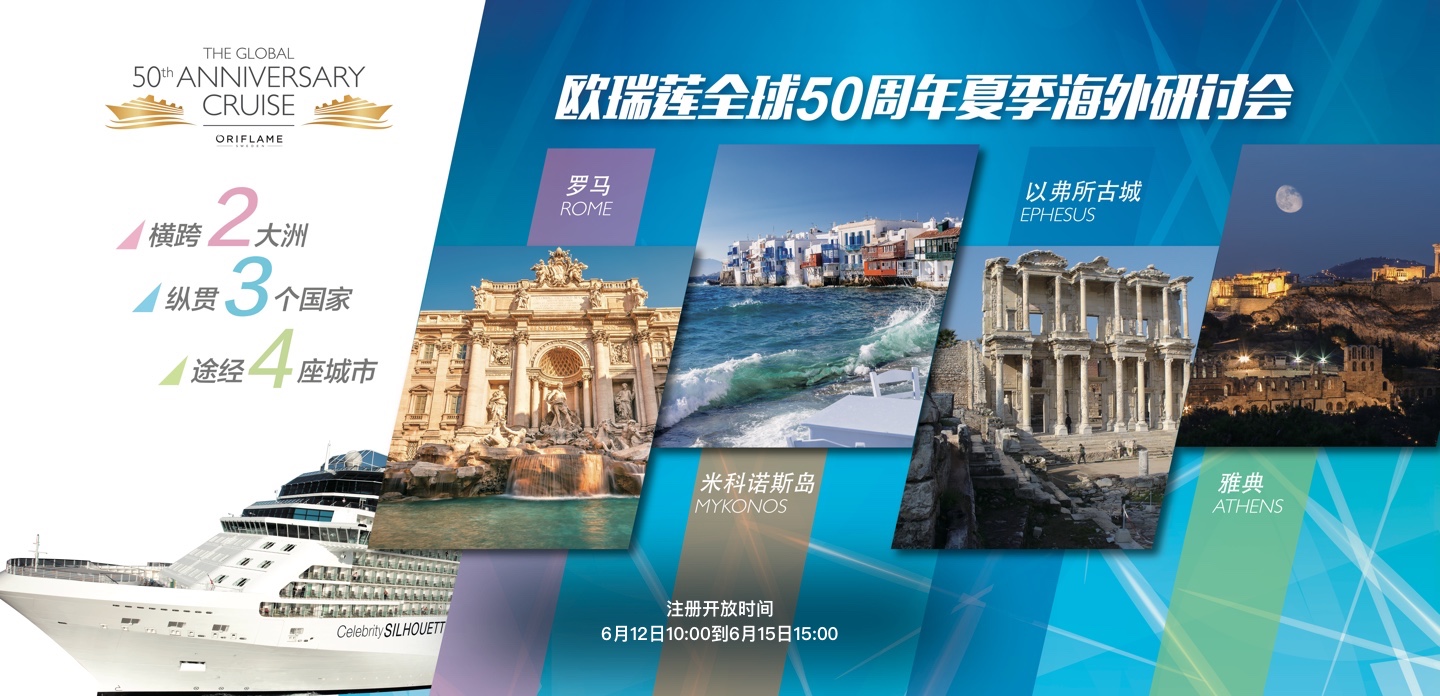 THE GLOBAL
50th ANNIVERSARY
CRUISE
ORIFLAME
SWEDEN
横跨2大洲
纵贯3个国家
途经4座城市
欧瑞莲全球50周年夏季海外研讨会
罗马
ROME
以弗所古城
EPHESUS
米科诺斯岛
MYKONOS
雅典
ATHENS
Celebrity SILHOUETT
注册开放时间
6月12日10:00到6月15日15:00